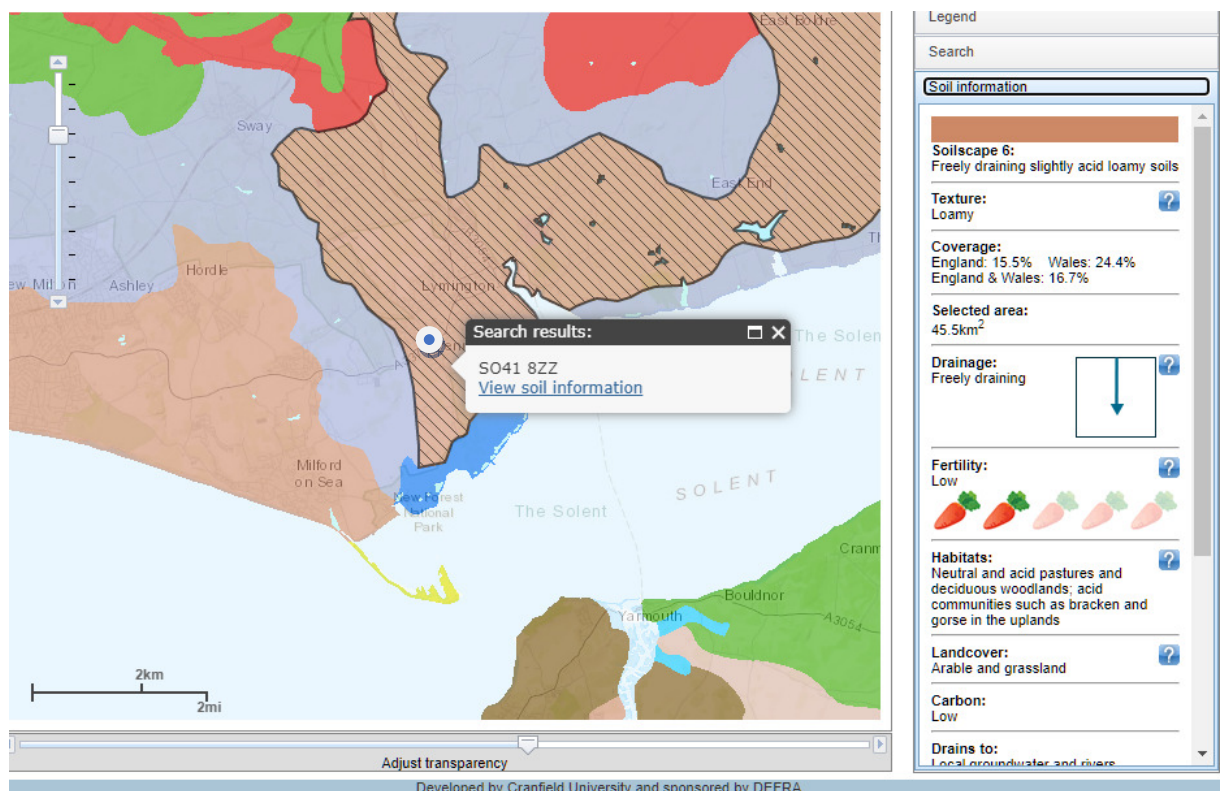 East Boldre
Sway
East End
Hordle
Ashley
Lymington
A3054
Search results:
SO41 8ZZ
View soil information
The Solent
SOLENT
Milford
on Sea
New Forest
National
Park
The Solent
SOLENT
Cranm
Bouldnor
Yarmouth
A3054
2km
2mi
Adjust transparency
Legend
Search
Soil information
Soilscape 6:
Freely draining slightly acid loamy soils
Texture:
Loamy
Coverage:
England: 15.5% Wales: 24.4%
England & Wales: 16.7%
Selected area:
45.5km2
Drainage:
Freely draining
Fertility:
Low
Habitats:
Neutral and acid pastures and
deciduous woodlands; acid
communities such as bracken and
gorse in the uplands
Landcover:
Arable and grassland
Carbon:
Low
Drains to:
Local groundwater and rivers
Developed by Cranfield University and sponsored by DEFRA